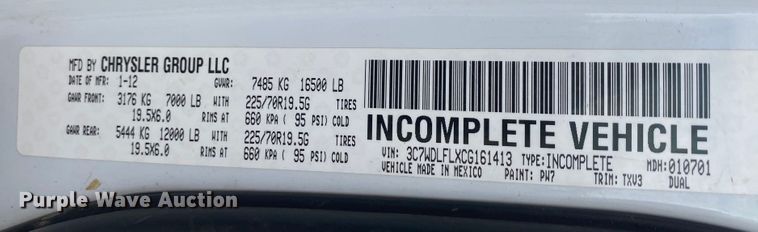 MFD BY CHRYSLER GROUP LLC
DATE OF MFR: 1-12 GVWR: 7485 KG 16500 LB
GAWR FRONT: 3176 KG 7000 LB WITH 225/70R19.5G TIRES
19.5X6.0 RIMS AT 660 KPA ( 95 PSI) COLD
GAWR REAR: 5444 KG 12000 LB WITH 225/70R19.5G TIRES
19.5X6.0 RIMS AT 660 KPA ( 95 PSI) COLD
INCOMPLETE VEHICLE
VIN: 3C7WDLFLXCG161413 TYPE: INCOMPLETE MDH: 010701
VEHICLE MADE IN MEXICO PAINT: PW7 TRIM: TXV3 DUAL
Purple Wave Auction